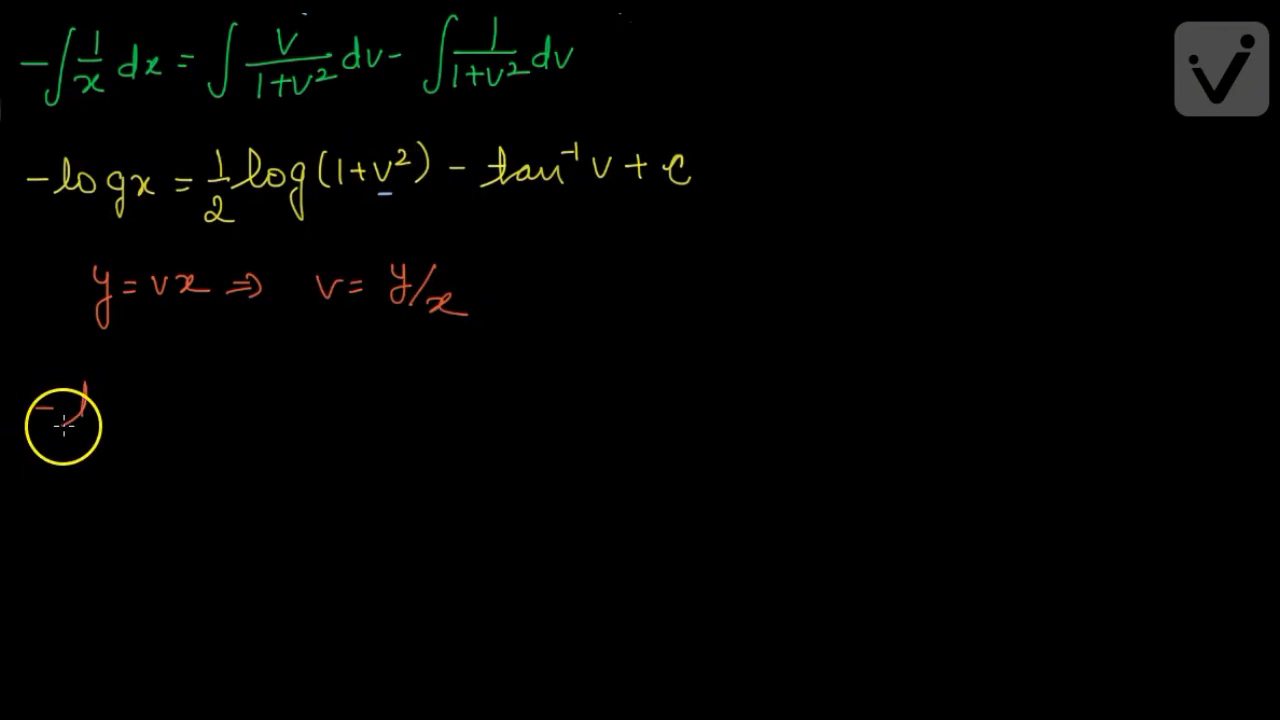 -∫ 1/x dx = ∫ v/(1+v²) dv - ∫ 1/(1+v²) dv
-log x = 1/2 log(1+v²) - tan⁻¹ v + c
y = vx ⇒ v = y/x
-